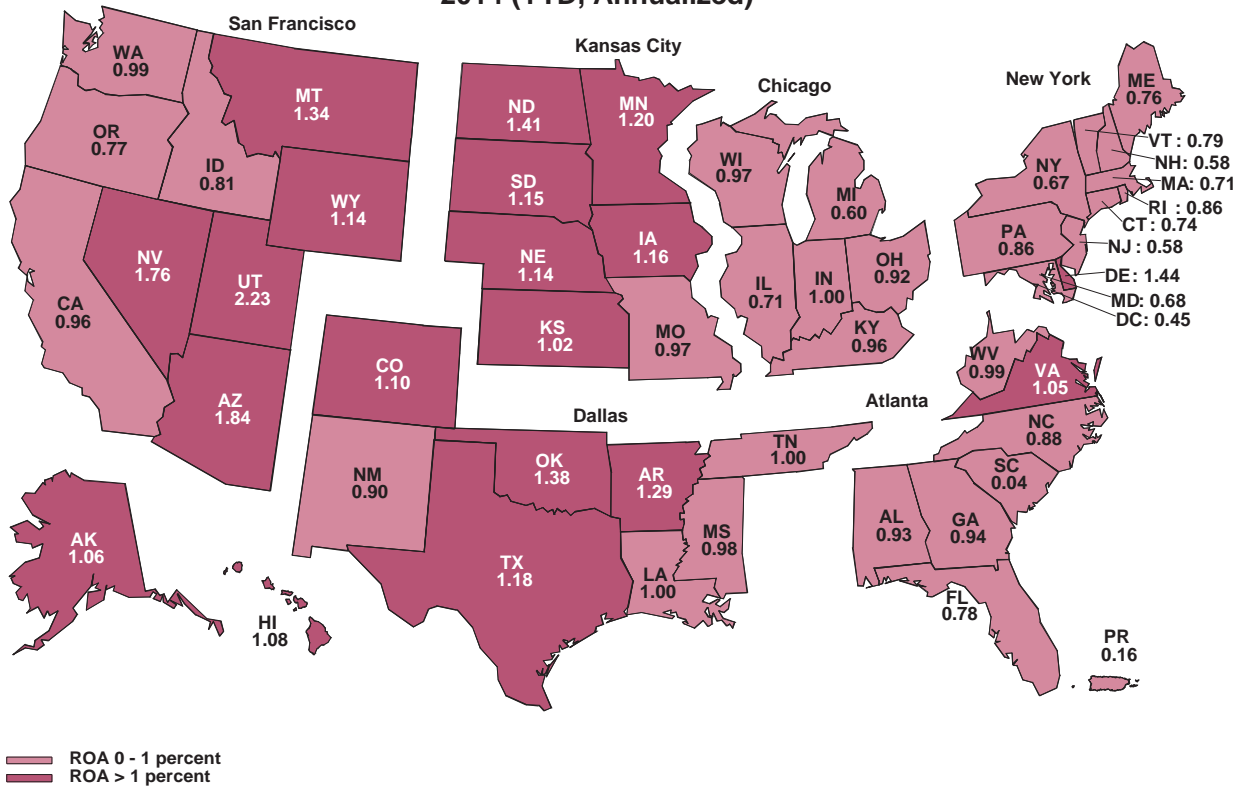 San Francisco
WA
0.99
OR
0.77
ID
0.81
MT
1.34
WY
1.14
NV
1.76
UT
2.23
CA
0.96
AZ
1.84
AK
1.06
HI
1.08
Kansas City
ND
1.41
MN
1.20
SD
1.15
NE
1.14
IA
1.16
KS
1.02
MO
0.97
Dallas
CO
1.10
NM
0.90
OK
1.38
AR
1.29
TX
1.18
LA
1.00
MS
0.98
TN
1.00
Chicago
WI
0.97
MI
0.60
IL
0.71
IN
1.00
OH
0.92
KY
0.96
New York
ME
0.76
NY
0.67
PA
0.86
VT : 0.79
NH: 0.58
MA: 0.71
RI : 0.86
CT : 0.74
NJ : 0.58
DE: 1.44
MD: 0.68
DC: 0.45
Atlanta
WV
0.99
VA
1.05
NC
0.88
SC
0.04
AL
0.93
GA
0.94
FL
0.78
PR
0.16
ROA 0 - 1 percent
ROA > 1 percent